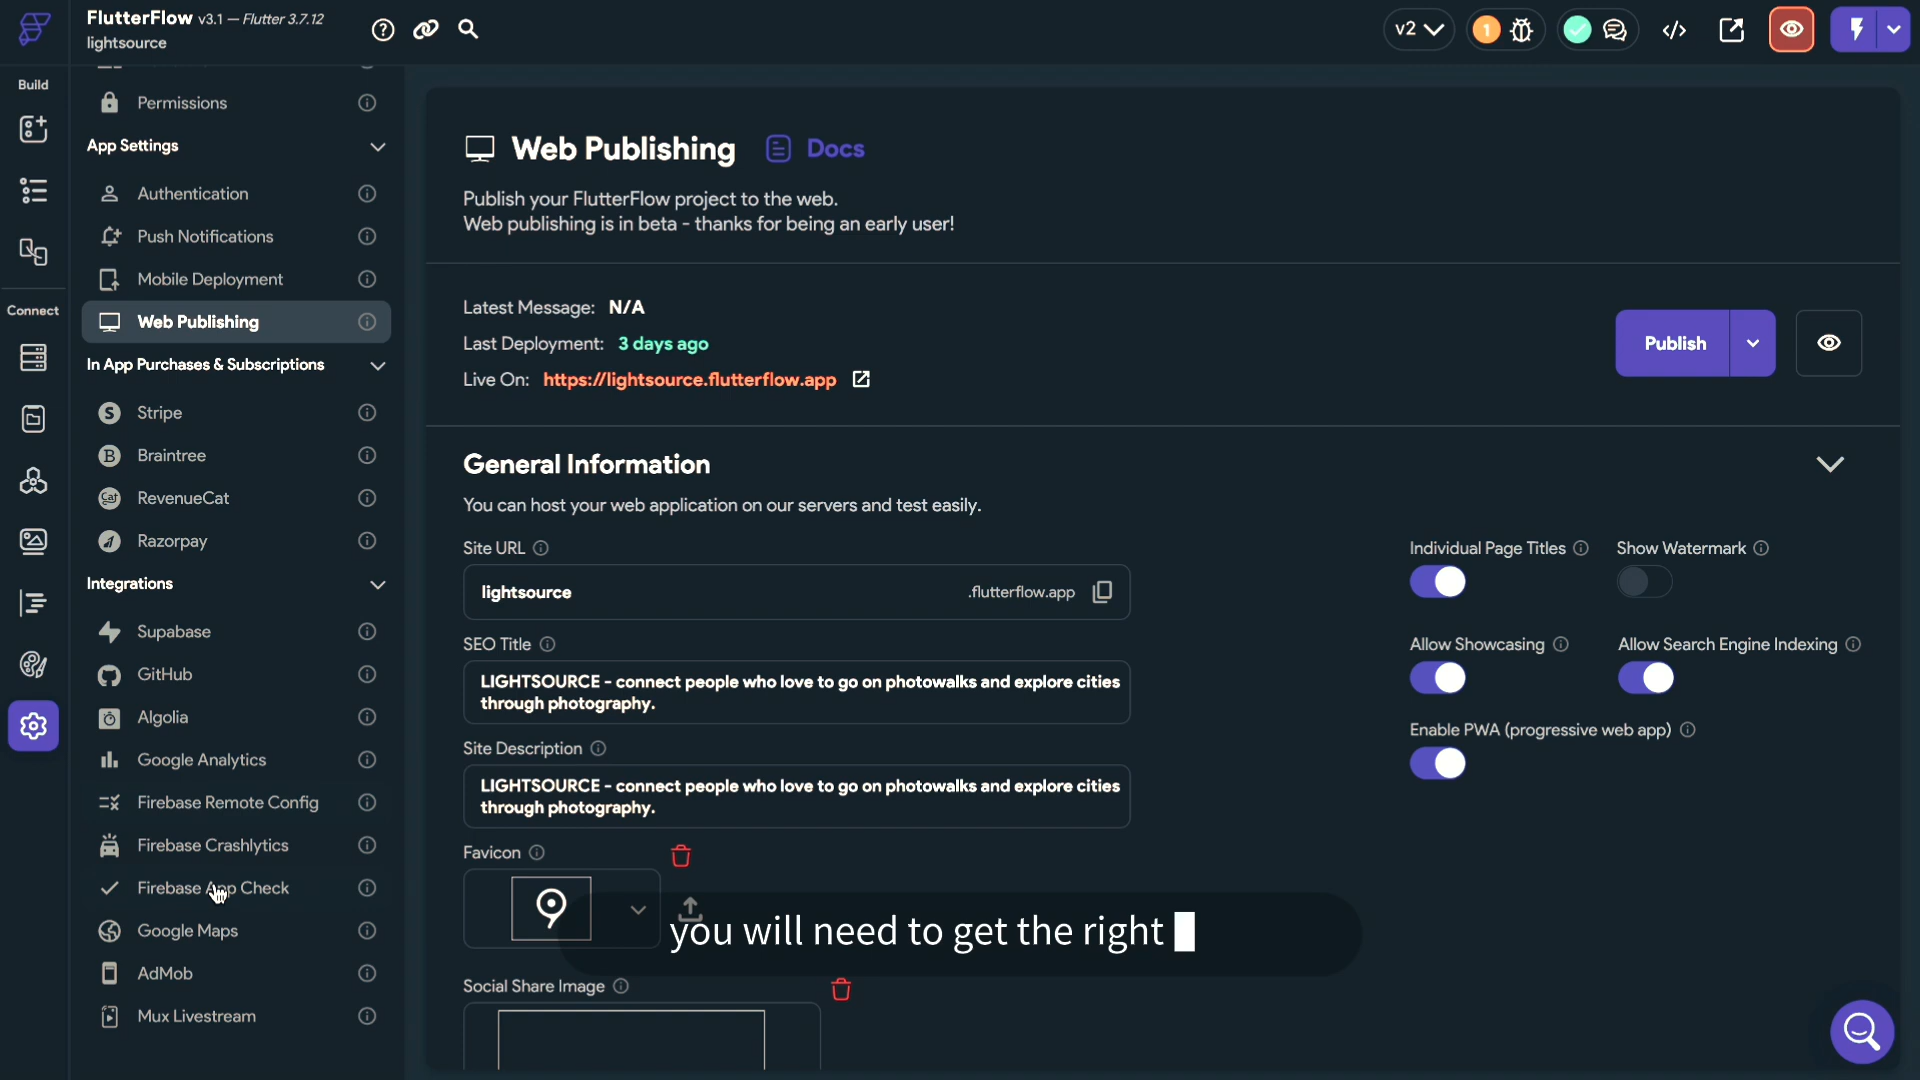 FlutterFlow v3.1 — Flutter 3.7.12
lightsource
v2
1
Build
Connect
Permissions
App Settings
Authentication
Push Notifications
Mobile Deployment
Web Publishing
In App Purchases & Subscriptions
Stripe
Braintree
RevenueCat
Razorpay
Integrations
Supabase
GitHub
Algolia
Google Analytics
Firebase Remote Config
Firebase Crashlytics
Firebase App Check
Google Maps
AdMob
Mux Livestream
Web Publishing Docs
Publish your FlutterFlow project to the web.
Web publishing is in beta - thanks for being an early user!
Latest Message: N/A
Last Deployment: 3 days ago
Live On: https://lightsource.flutterflow.app
Publish
General Information
You can host your web application on our servers and test easily.
Site URL
lightsource .flutterflow.app
SEO Title
LIGHTSOURCE - connect people who love to go on photowalks and explore cities
through photography.
Site Description
LIGHTSOURCE - connect people who love to go on photowalks and explore cities
through photography.
Favicon
Social Share Image
Individual Page Titles Show Watermark
Allow Showcasing Allow Search Engine Indexing
Enable PWA (progressive web app)
you will need to get the right